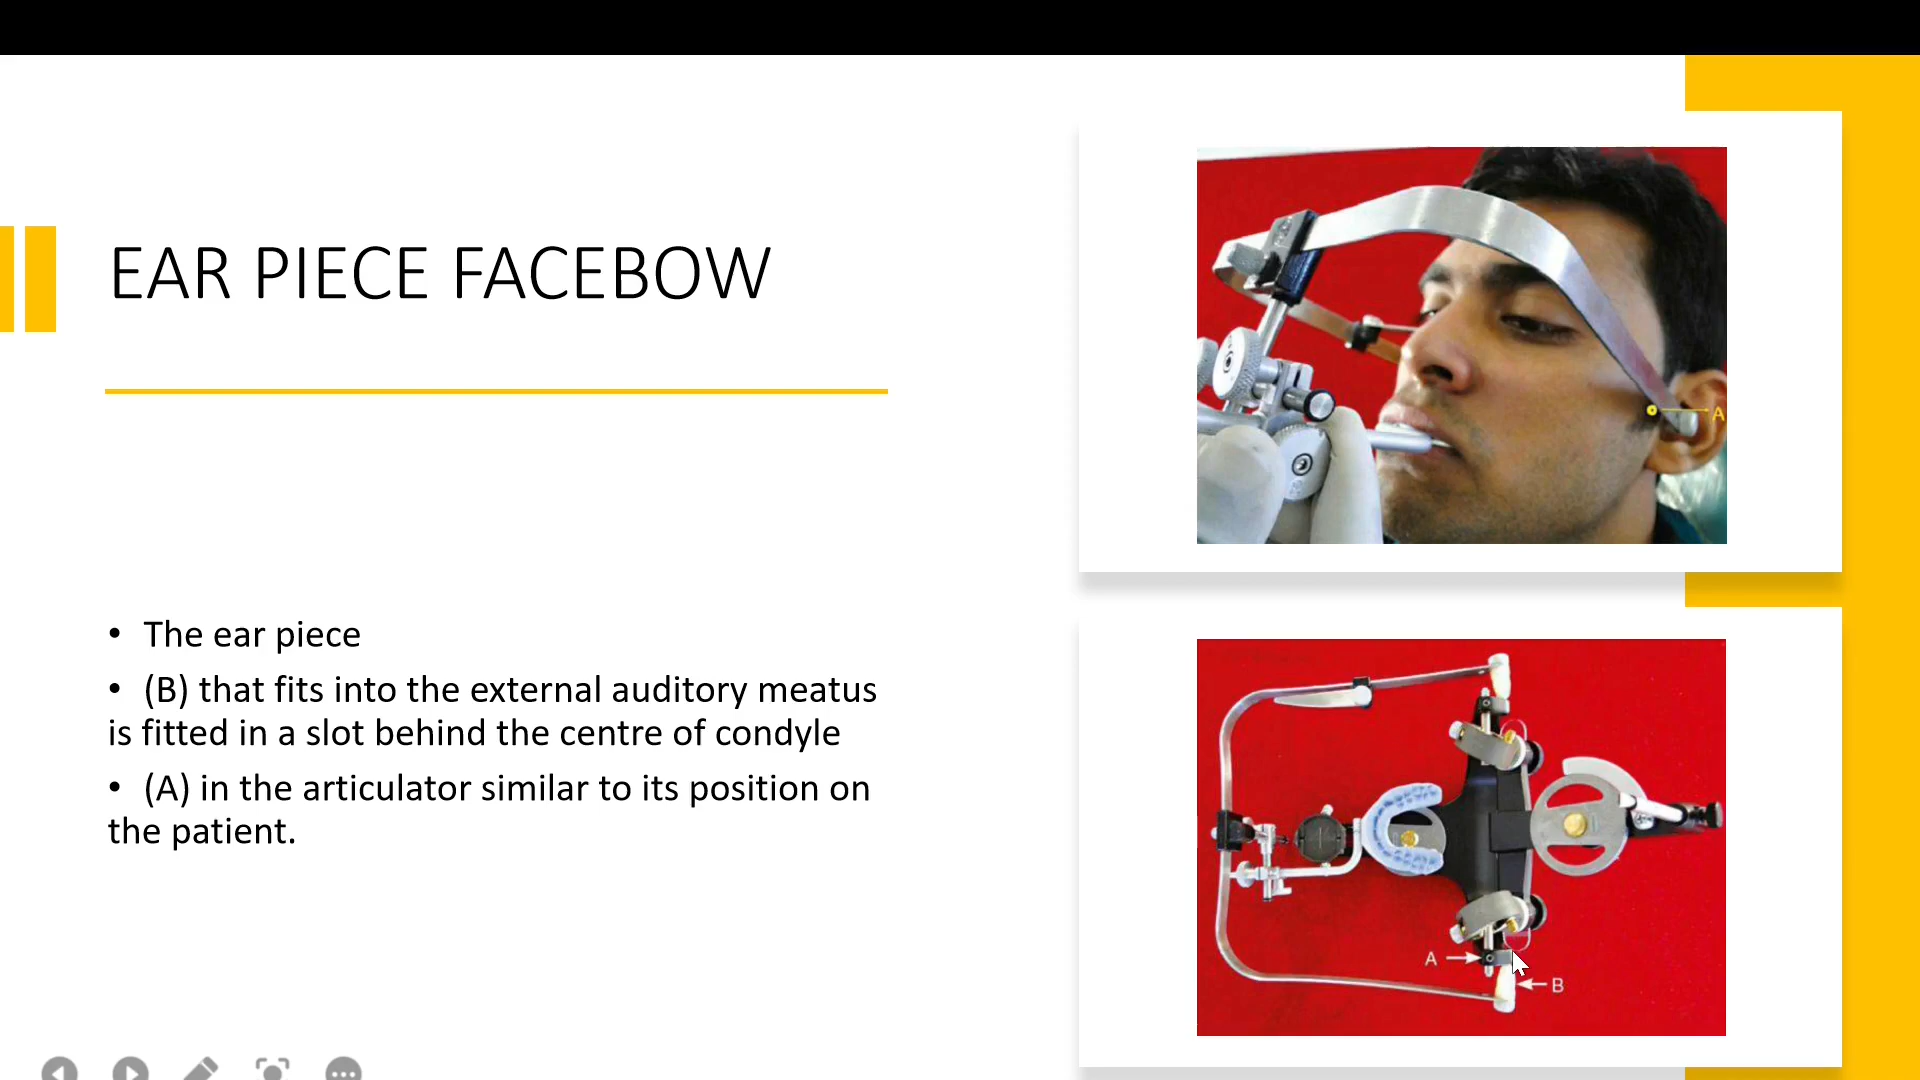 EAR PIECE FACEBOW
• The ear piece
• (B) that fits into the external auditory meatus
is fitted in a slot behind the centre of condyle
• (A) in the articulator similar to its position on
the patient.
A
A
B